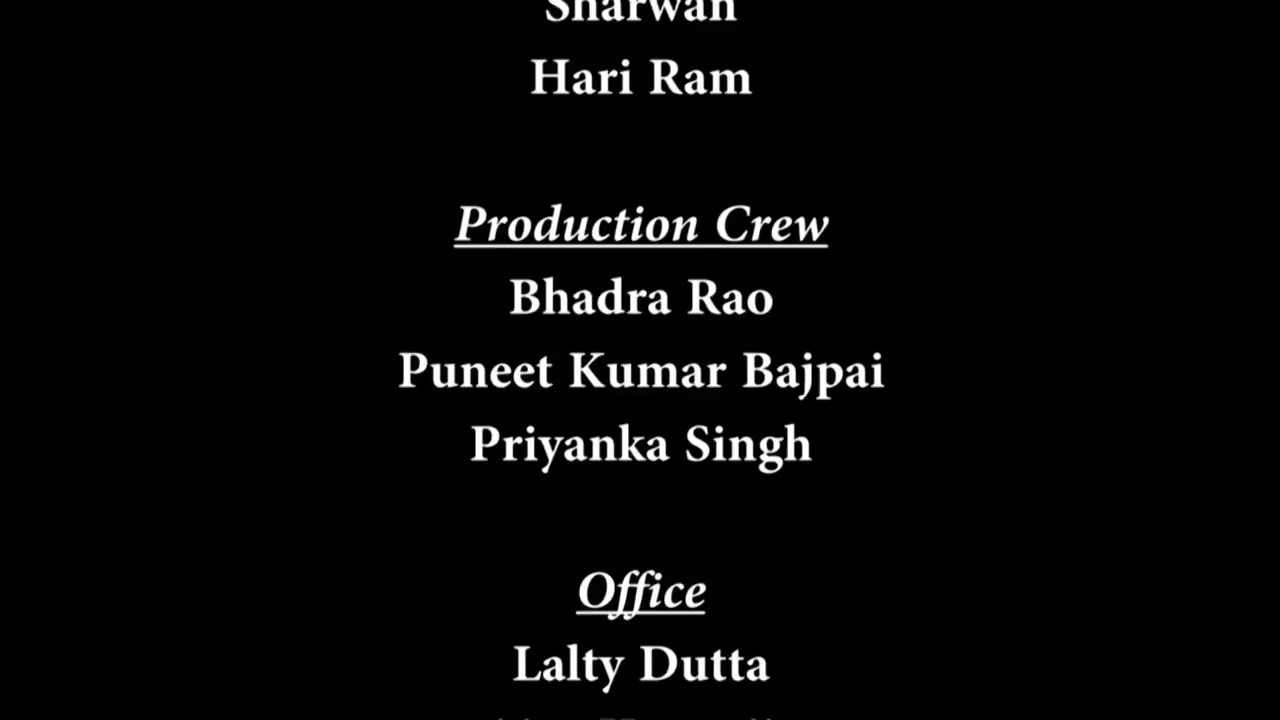 Sharwan
Hari Ram
Production Crew
Bhadra Rao
Puneet Kumar Bajpai
Priyanka Singh
Office
Lalty Dutta